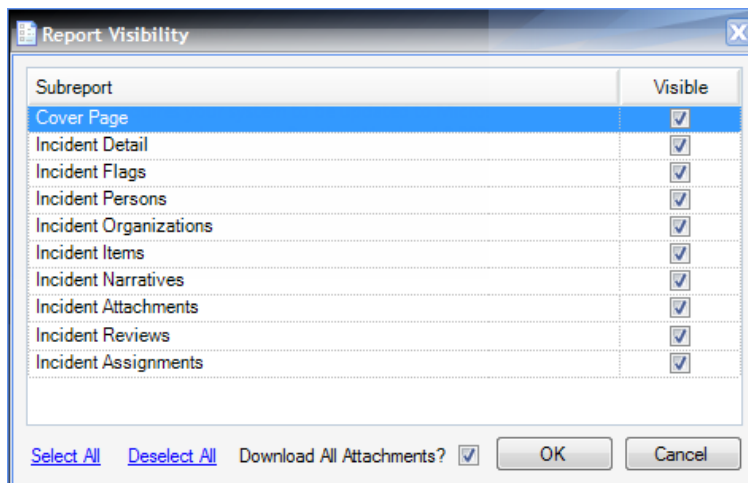 Report Visibility
Subreport Visible
Cover Page
Incident Detail
Incident Flags
Incident Persons
Incident Organizations
Incident Items
Incident Narratives
Incident Attachments
Incident Reviews
Incident Assignments
Select All Deselect All Download All Attachments? OK Cancel